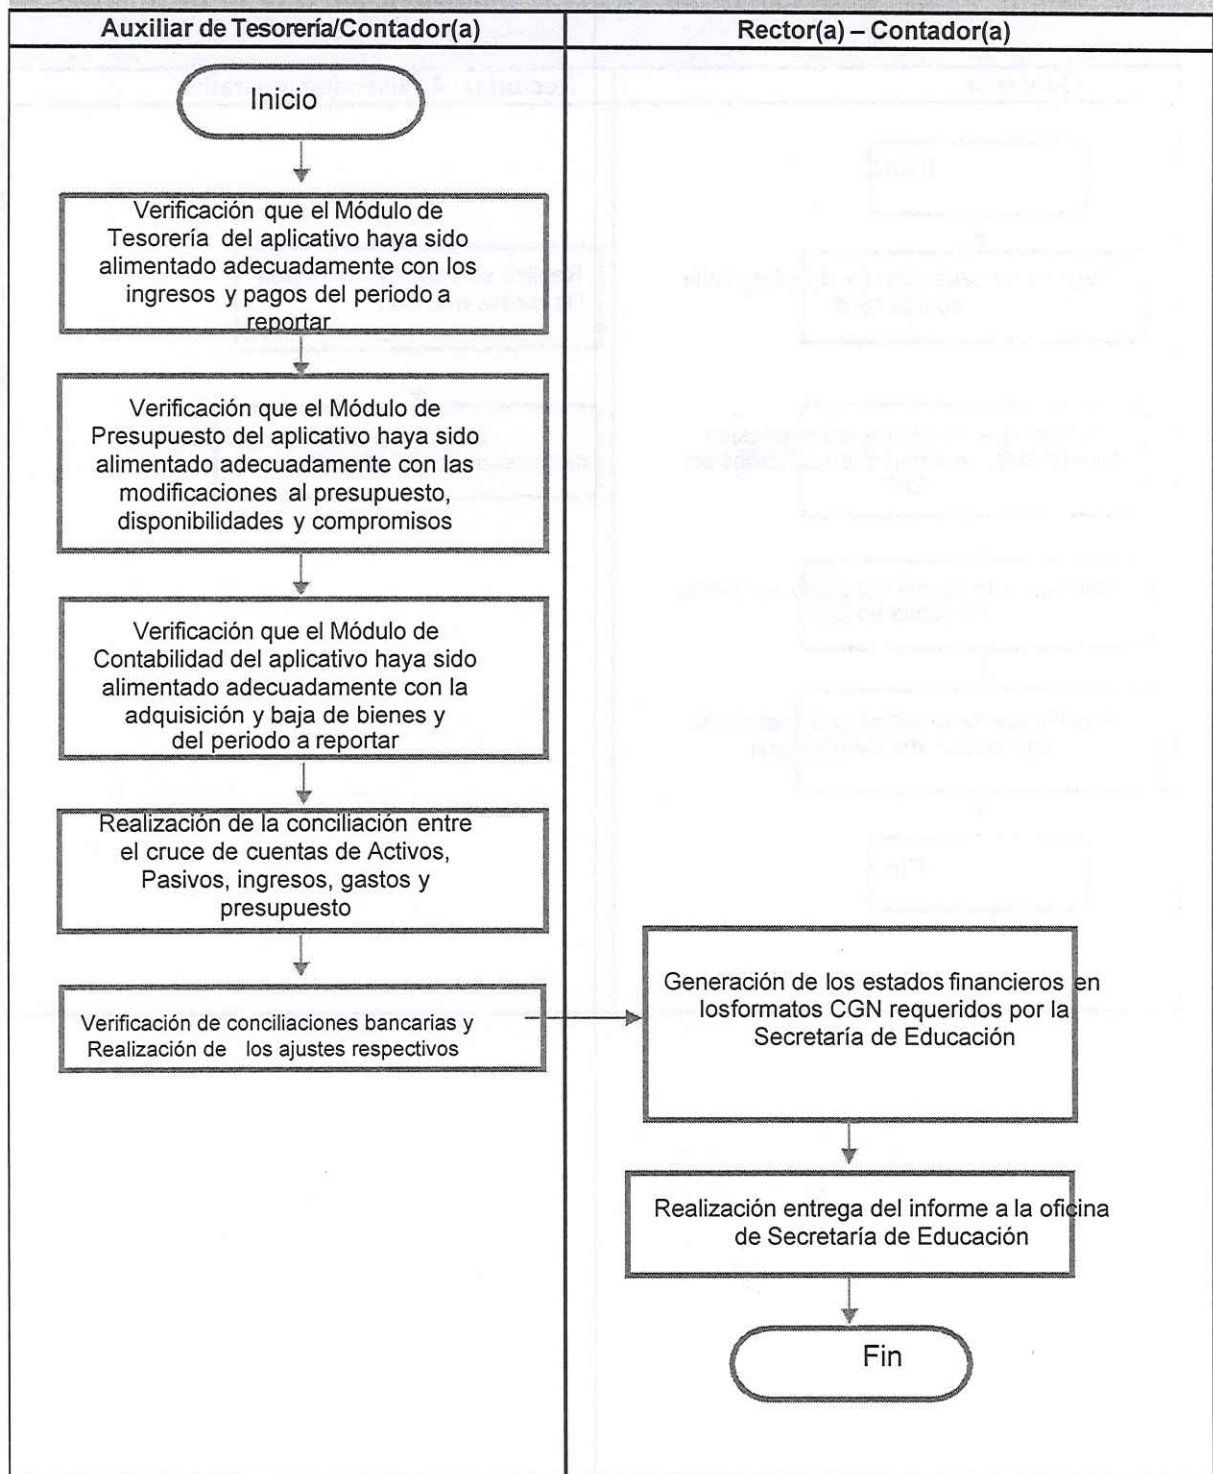 Auxiliar de Tesorería/Contador(a)
Rector(a) – Contador(a)
Inicio
Verificación que el Módulo de
Tesorería del aplicativo haya sido
alimentado adecuadamente con los
ingresos y pagos del periodo a
reportar
Verificación que el Módulo de
Presupuesto del aplicativo haya sido
alimentado adecuadamente con las
modificaciones al presupuesto,
disponibilidades y compromisos
Verificación que el Módulo de
Contabilidad del aplicativo haya sido
alimentado adecuadamente con la
adquisición y baja de bienes y
del periodo a reportar
Realización de la conciliación entre
el cruce de cuentas de Activos,
Pasivos, ingresos, gastos y
presupuesto
Verificación de conciliaciones bancarias y
Realización de los ajustes respectivos
Generación de los estados financieros en
losformatos CGN requeridos por la
Secretaría de Educación
Realización entrega del informe a la oficina
de Secretaría de Educación
Fin